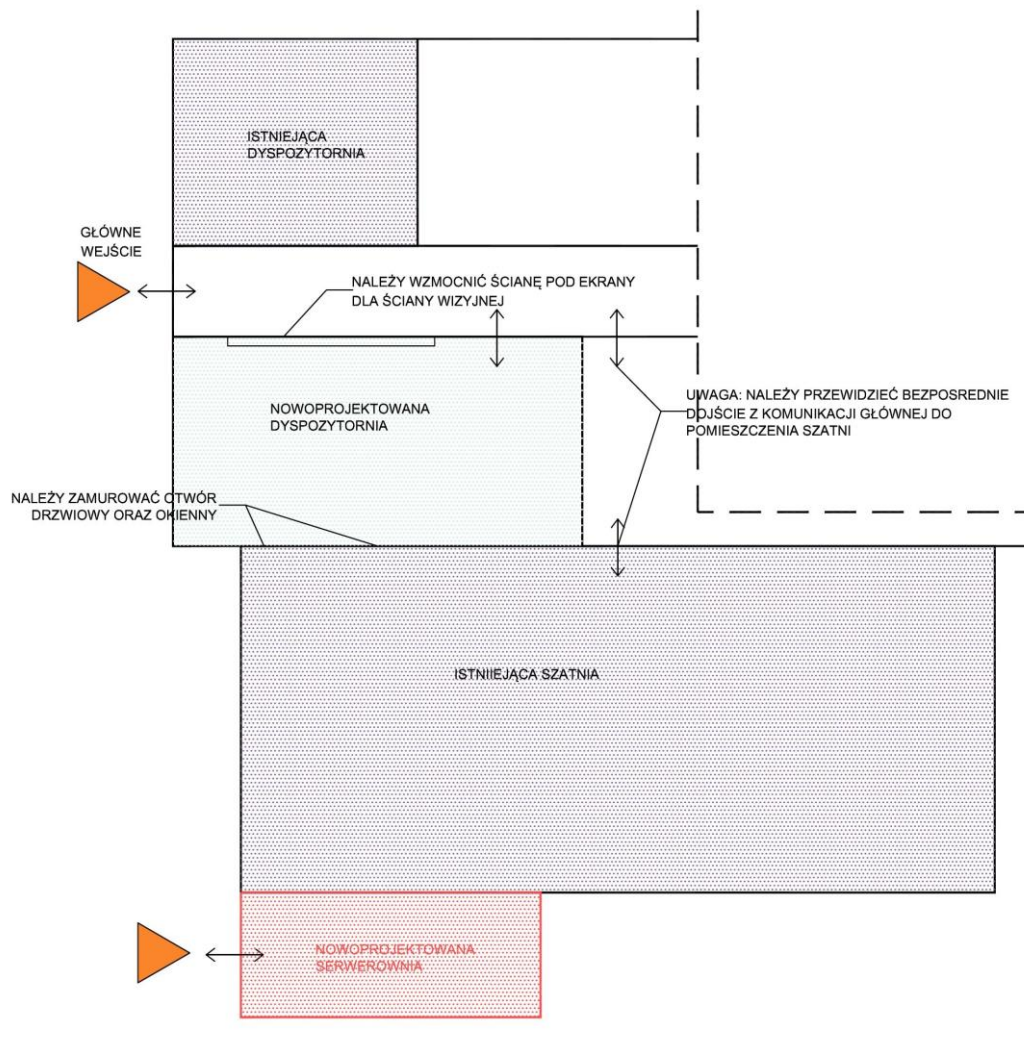 ISTNIEJĄCA
DYSPOZYTORNIA
GŁÓWNE
WEJŚCIE
NALEŻY WZMOCNIĆ ŚCIANĘ POD EKRANY
DLA ŚCIANY WIZYJNEJ
UWAGA: NALEŻY PRZEWIDZIEĆ BEZPOSREDNIE
DOJŚCIE Z KOMUNIKACJI GŁÓWNEJ DO
POMIESZCZENIA SZATNI
NOWOPROJEKTOWANA
DYSPOZYTORNIA
NALEŻY ZAMUROWAĆ OTWÓR
DRZWIOWY ORAZ OKIENNY
ISTNIIEJĄCA SZATNIA
NOWOPROJEKTOWANA
SERWEROWNIA